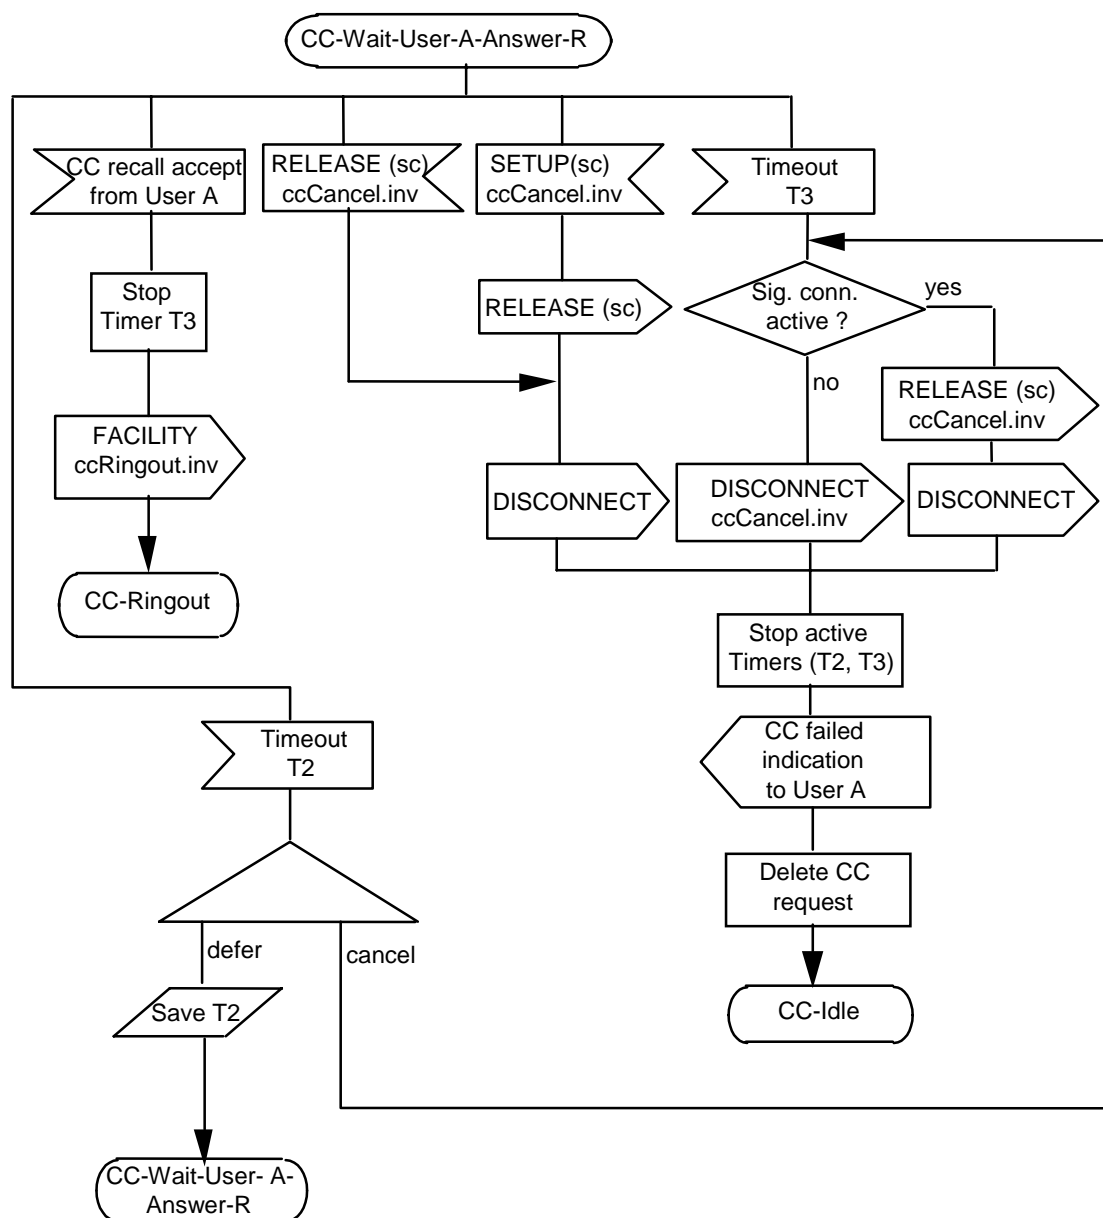 CC-Wait-User-A-Answer-R
CC recall accept
from User A
RELEASE (sc)
ccCancel.inv
SETUP(sc)
ccCancel.inv
Timeout
T3
Stop
Timer T3
RELEASE (sc)
Sig. conn.
active ?
yes
no
RELEASE (sc)
ccCancel.inv
FACILITY
ccRingout.inv
DISCONNECT
DISCONNECT
ccCancel.inv
DISCONNECT
CC-Ringout
Stop active
Timers (T2, T3)
Timeout
T2
CC failed
indication
to User A
Delete CC
request
defer
cancel
Save T2
CC-Idle
CC-Wait-User- A-
Answer-R